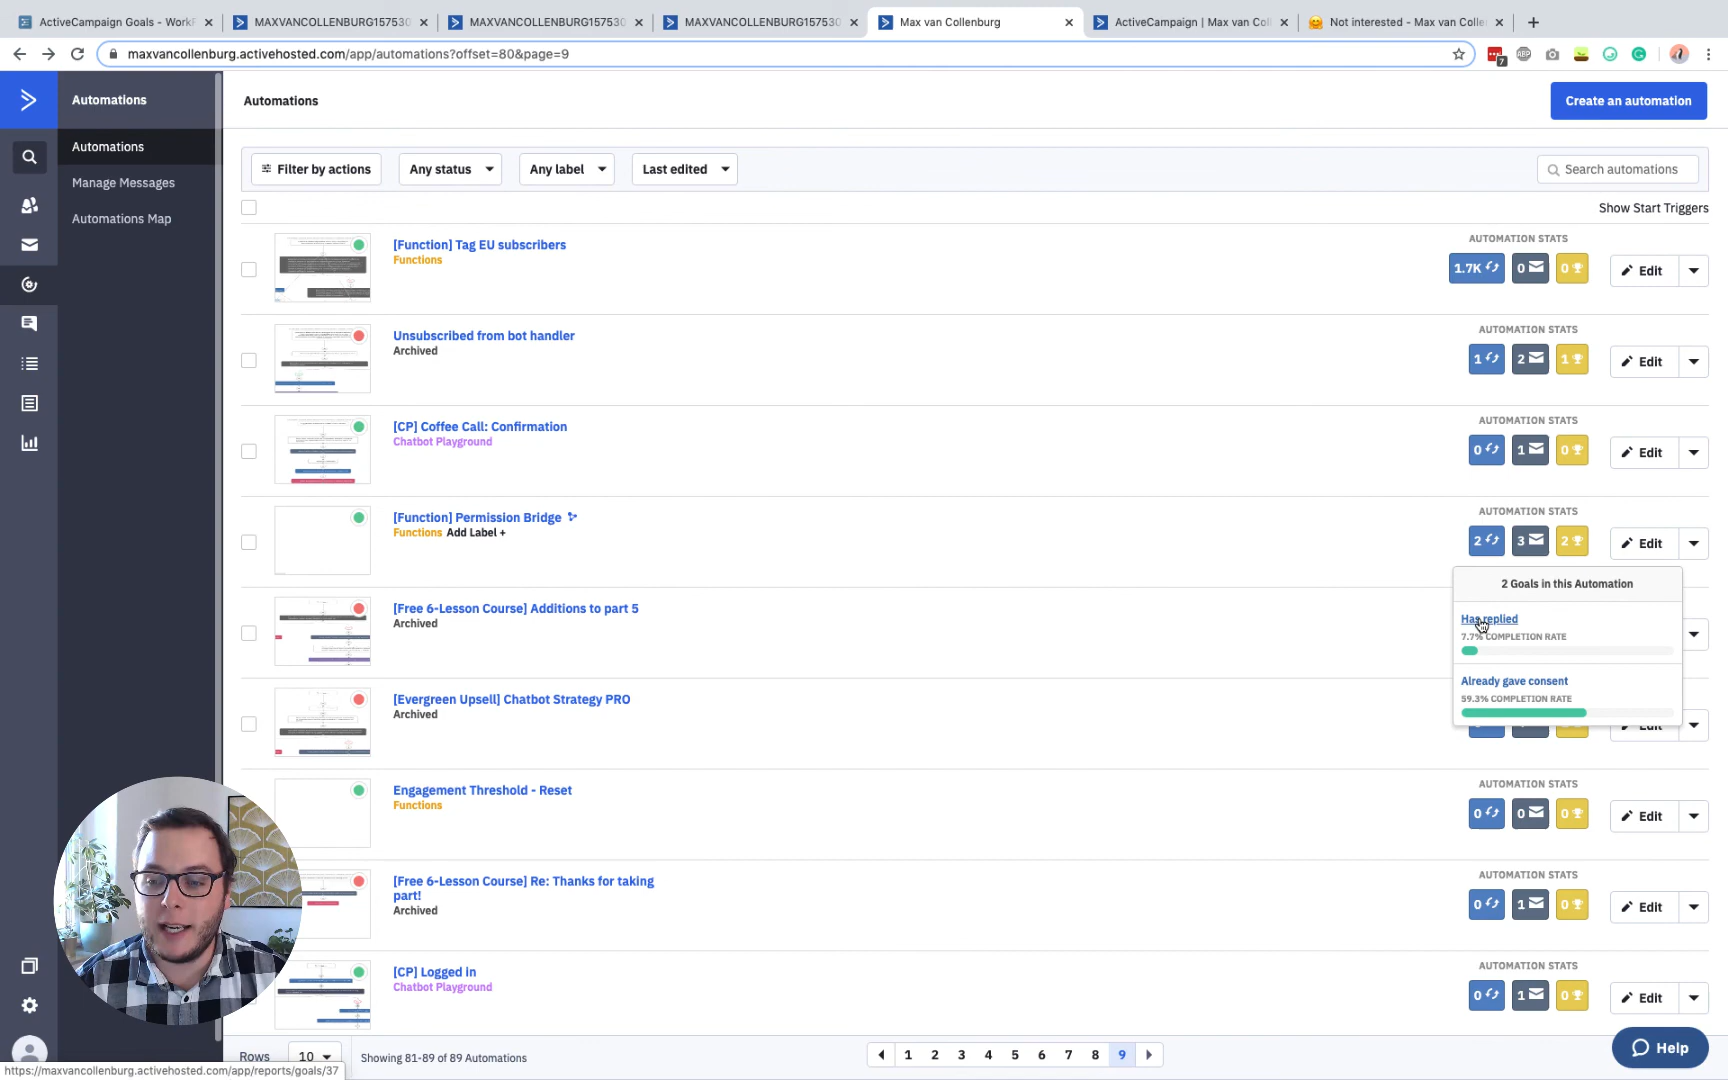 ActiveCampaign Goals - WorkF
MAXVANCOLLENBURG157530
MAXVANCOLLENBURG157530
MAXVANCOLLENBURG157530
Max van Collenburg
ActiveCampaign | Max van Coll
Not interested - Max van Colle
maxvancollenburg.activehosted.com/app/automations?offset=80&page=9
7
ABP
Automations
Automations
Manage Messages
Automations Map
Automations
Create an automation
Filter by actions
Any status
Any label
Last edited
Search automations
Show Start Triggers
[Function] Tag EU subscribers
Functions
AUTOMATION STATS
1.7K
0
0
Edit
Unsubscribed from bot handler
Archived
AUTOMATION STATS
1
2
1
Edit
[CP] Coffee Call: Confirmation
Chatbot Playground
AUTOMATION STATS
0
1
0
Edit
[Function] Permission Bridge
Functions Add Label +
AUTOMATION STATS
2
3
2
Edit
2 Goals in this Automation
Has replied
7.7% COMPLETION RATE
Already gave consent
59.3% COMPLETION RATE
[Free 6-Lesson Course] Additions to part 5
Archived
[Evergreen Upsell] Chatbot Strategy PRO
Archived
Edit
Engagement Threshold - Reset
Functions
AUTOMATION STATS
0
0
0
Edit
[Free 6-Lesson Course] Re: Thanks for taking
part!
Archived
AUTOMATION STATS
0
1
0
Edit
[CP] Logged in
Chatbot Playground
AUTOMATION STATS
0
1
0
Edit
Rows
10
Showing 81-89 of 89 Automations
1 2 3 4 5 6 7 8 9
Help
https://maxvancollenburg.activehosted.com/app/reports/goals/37